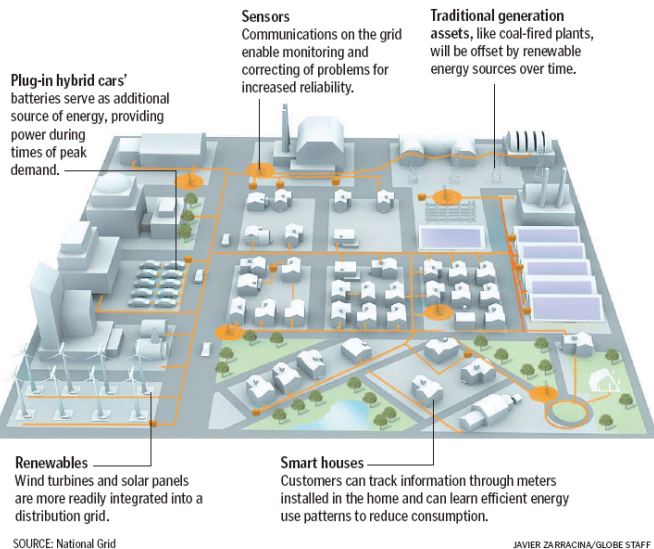 Sensors
Communications on the grid
enable monitoring and
correcting of problems for
increased reliability.
Traditional generation
assets, like coal-fired plants,
will be offset by renewable
energy sources over time.
Plug-in hybrid cars'
batteries serve as additional
source of energy, providing
power during
times of peak
demand.
Renewables
Wind turbines and solar panels
are more readily integrated into a
distribution grid.
Smart houses
Customers can track information through meters
installed in the home and can learn efficient energy
use patterns to reduce consumption.
SOURCE: National Grid
JAVIER ZARRACINA/GLOBE STAFF